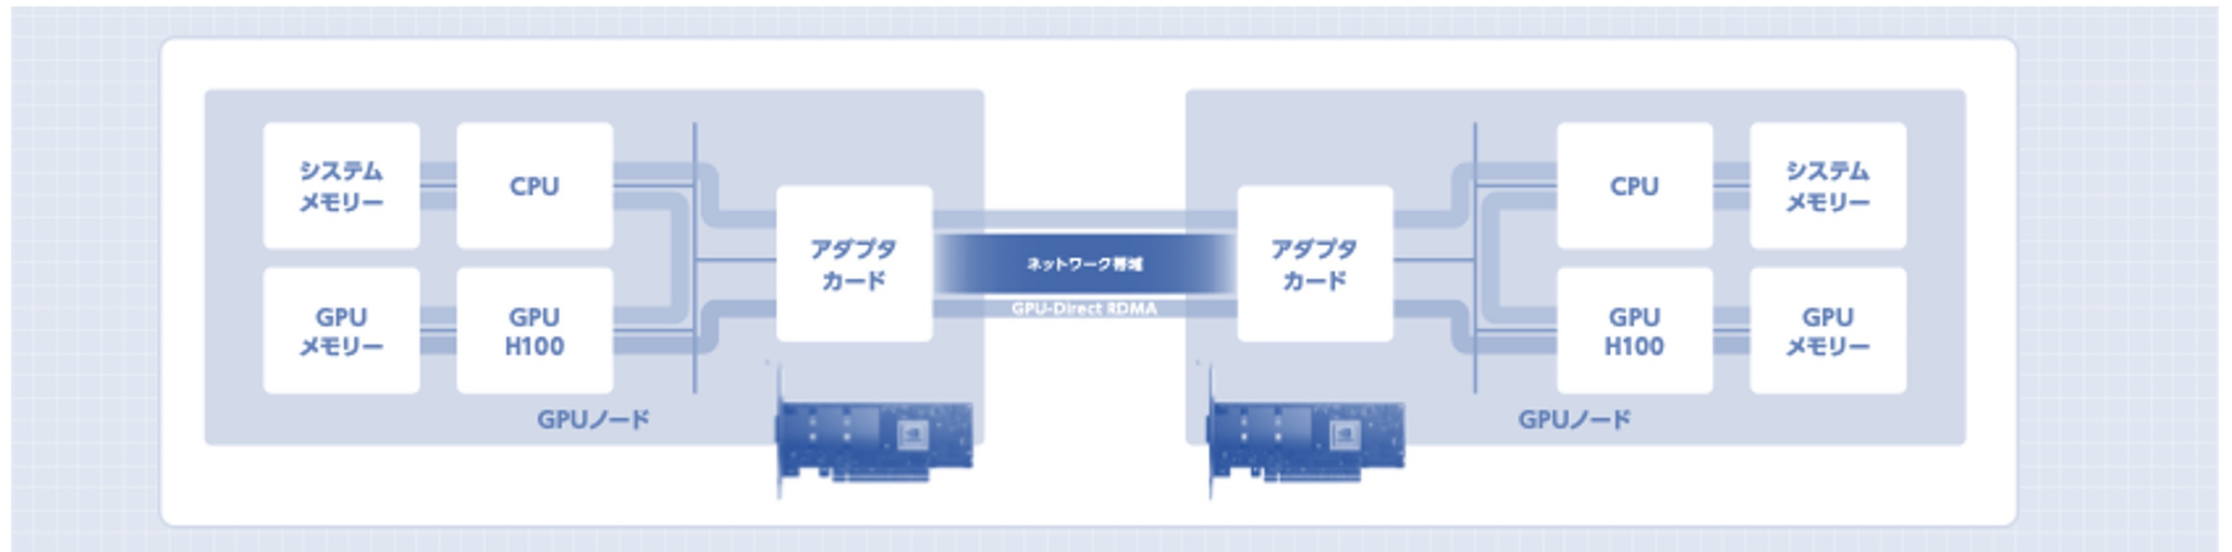 システム
メモリー
CPU
GPU
メモリー
GPU
H100
アダプタ
カード
GPUノード
ネットワーク帯域
GPU-Direct RDMA
アダプタ
カード
CPU
システム
メモリー
GPU
H100
GPU
メモリー
GPUノード